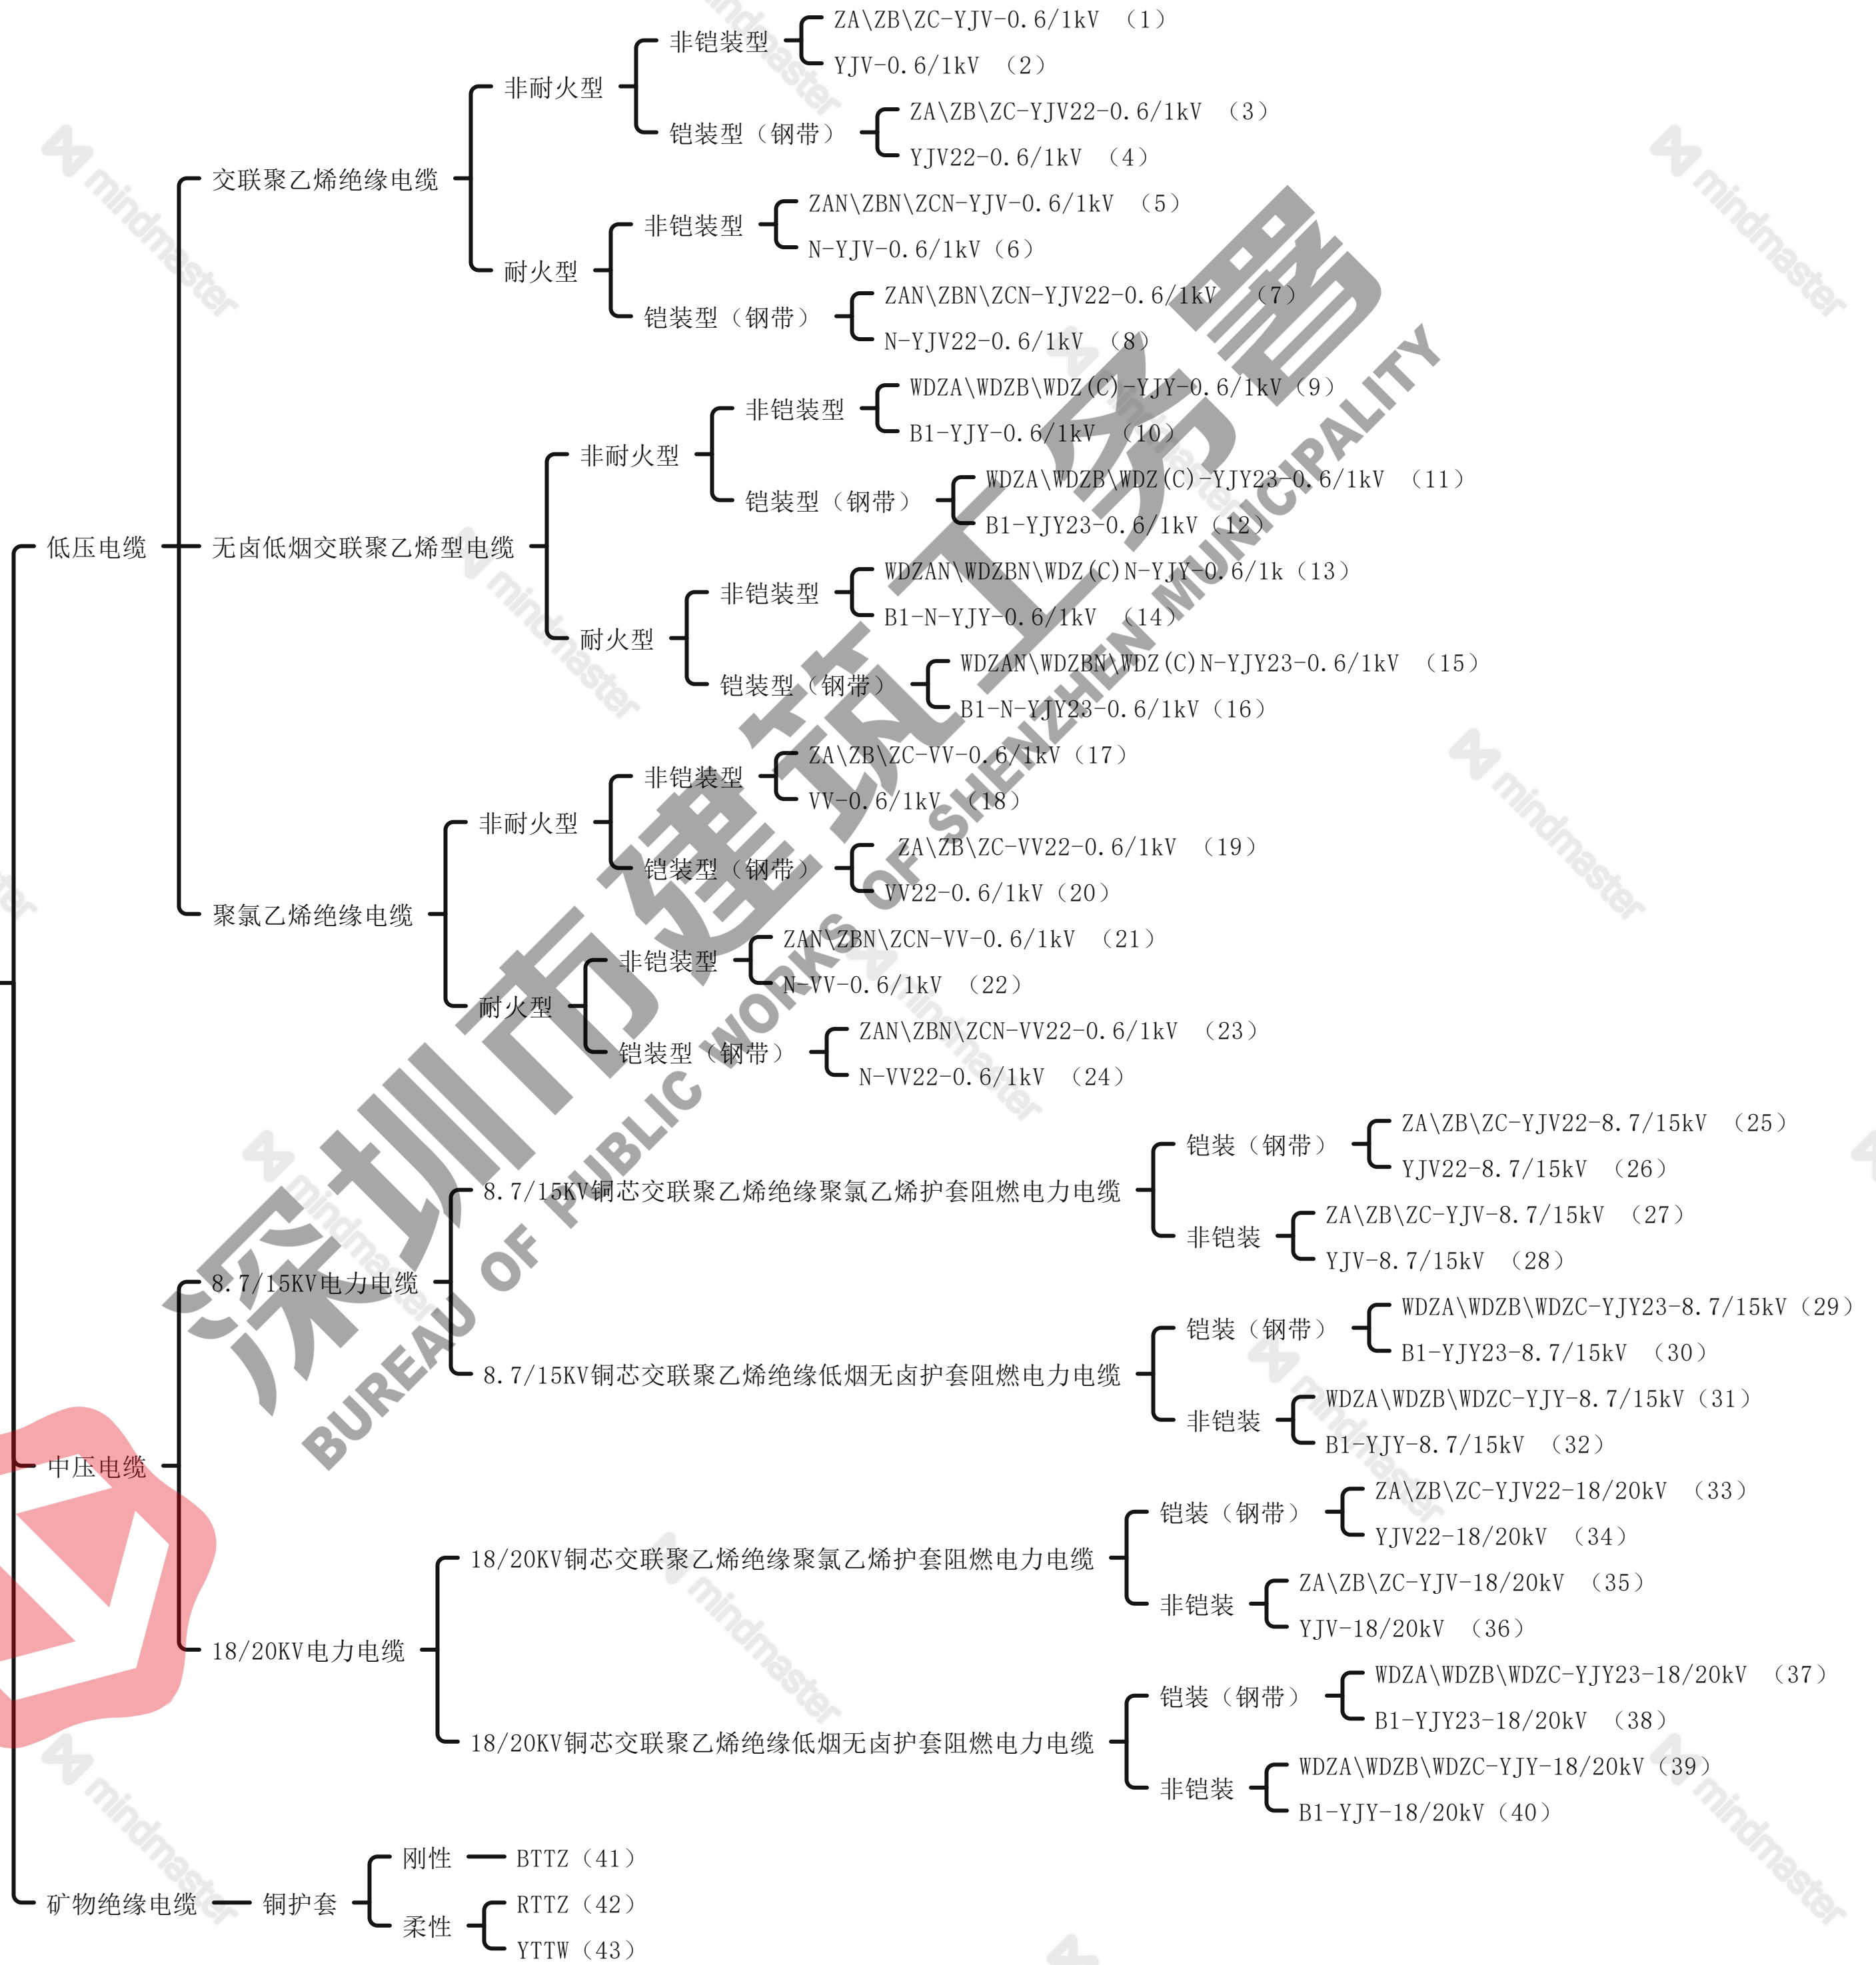 ZA\ZB\ZC-YJV-0.6/1kV （1）
非铠装型
YJV-0.6/1kV （2）
非耐火型
ZA\ZB\ZC-YJV22-0.6/1kV （3）
铠装型（钢带）
YJV22-0.6/1kV （4）
交联聚乙烯绝缘电缆
ZAN\ZBN\ZCN-YJV-0.6/1kV （5）
非铠装型
N-YJV-0.6/1kV（6）
耐火型
ZAN\ZBN\ZCN-YJV22-0.6/1kV （7）
铠装型（钢带）
N-YJV22-0.6/1kV （8）
WDZA\WDZB\WDZ(C)-YJY-0.6/1kV（9）
非铠装型
B1-YJY-0.6/1kV （10）
非耐火型
WDZA\WDZB\WDZ(C)-YJY23-0.6/1kV （11）
铠装型（钢带）
B1-YJY23-0.6/1kV（12）
低压电缆
无卤低烟交联聚乙烯型电缆
WDZAN\WDZBN\WDZ(C)N-YJY-0.6/1k（13）
非铠装型
B1-N-YJY-0.6/1kV （14）
耐火型
WDZAN\WDZBN\WDZ(C)N-YJY23-0.6/1kV （15）
铠装型（钢带）
B1-N-YJY23-0.6/1kV（16）
ZA\ZB\ZC-VV-0.6/1kV（17）
非铠装型
VV-0.6/1kV （18）
非耐火型
ZA\ZB\ZC-VV22-0.6/1kV （19）
铠装型（钢带）
VV22-0.6/1kV（20）
聚氯乙烯绝缘电缆
ZAN\ZBN\ZCN-VV-0.6/1kV （21）
非铠装型
N-VV-0.6/1kV （22）
耐火型
ZAN\ZBN\ZCN-VV22-0.6/1kV （23）
铠装型（钢带）
N-VV22-0.6/1kV （24）
ZA\ZB\ZC-YJV22-8.7/15kV （25）
铠装（钢带）
YJV22-8.7/15kV （26）
8.7/15KV铜芯交联聚乙烯绝缘聚氯乙烯护套阻燃电力电缆
ZA\ZB\ZC-YJV-8.7/15kV （27）
非铠装
YJV-8.7/15kV （28）
8.7/15KV电力电缆
WDZA\WDZB\WDZC-YJY23-8.7/15kV（29）
铠装（钢带）
B1-YJY23-8.7/15kV （30）
8.7/15KV铜芯交联聚乙烯绝缘低烟无卤护套阻燃电力电缆
WDZA\WDZB\WDZC-YJY-8.7/15kV（31）
非铠装
B1-YJY-8.7/15kV （32）
中压电缆
ZA\ZB\ZC-YJV22-18/20kV （33）
铠装（钢带）
YJV22-18/20kV （34）
18/20KV铜芯交联聚乙烯绝缘聚氯乙烯护套阻燃电力电缆
ZA\ZB\ZC-YJV-18/20kV （35）
非铠装
YJV-18/20kV （36）
18/20KV电力电缆
WDZA\WDZB\WDZC-YJY23-18/20kV （37）
铠装（钢带）
B1-YJY23-18/20kV （38）
18/20KV铜芯交联聚乙烯绝缘低烟无卤护套阻燃电力电缆
WDZA\WDZB\WDZC-YJY-18/20kV（39）
非铠装
B1-YJY-18/20kV（40）
刚性
BTTZ（41）
矿物绝缘电缆
铜护套
RTTZ（42）
柔性
YTTW（43）
深圳市建筑工务署
BUREAU OF PUBLIC WORKS OF SHENZHEN MUNICIPALITY
mindmaster
mindmaster
mindmaster
mindmaster
mindmaster
mindmaster
mindmaster
mindmaster
mindmaster
mindmaster
mindmaster
mindmaster